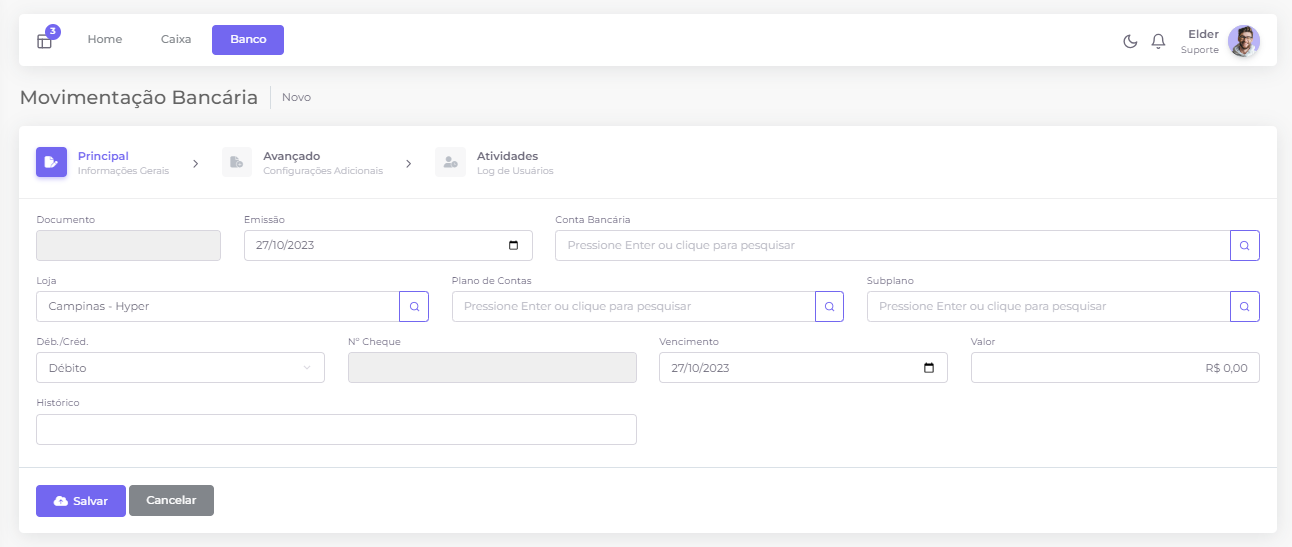 3
Home Caixa Banco
Elder
Suporte
Movimentação Bancária Novo
Principal
Informações Gerais
Avançado
Configurações Adicionais
Atividades
Log de Usuários
Documento Emissão Conta Bancária
27/10/2023 Pressione Enter ou clique para pesquisar
Loja Plano de Contas Subplano
Campinas - Hyper Pressione Enter ou clique para pesquisar Pressione Enter ou clique para pesquisar
Déb./Créd. Nº Cheque Vencimento Valor
Débito 27/10/2023 R$ 0,00
Histórico
Salvar Cancelar